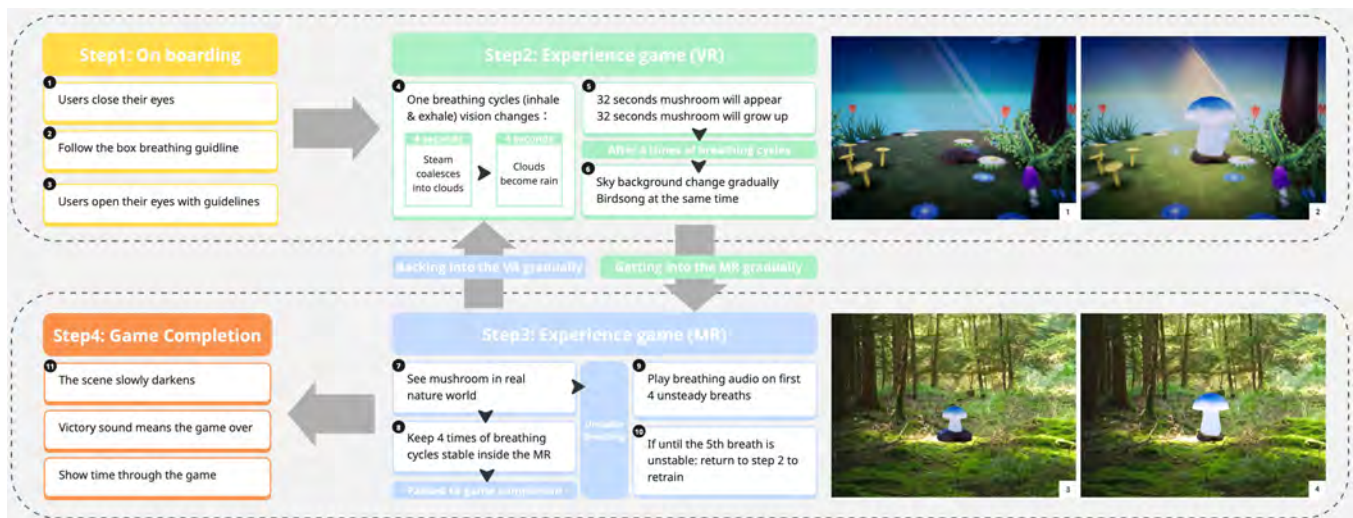 Step1: On boarding
1
Users close their eyes
2
Follow the box breathing guidline
3
Users open their eyes with guidelines
Step2: Experience game (VR)
4
One breathing cycles (inhale
& exhale) vision changes：
4 seconds
Steam
coalesces
into clouds
4 seconds
Clouds
become rain
5
32 seconds mushroom will appear
32 seconds mushroom will grow up
After 4 times of breathing cycles
6
Sky background change gradually
Birdsong at the same time
1
2
Backing into the VR gradually
Getting into the MR gradually
Step4: Game Completion
11
The scene slowly darkens
Victory sound means the game over
Show time through the game
Step3: Experience game (MR)
7
See mushroom in real
nature world
8
Keep 4 times of breathing
cycles stable inside the MR
Passed to game completion
Unstable
breathing
9
Play breathing audio on first
4 unsteady breaths
10
If until the 5th breath is
unstable: return to step 2 to
retrain
3
4